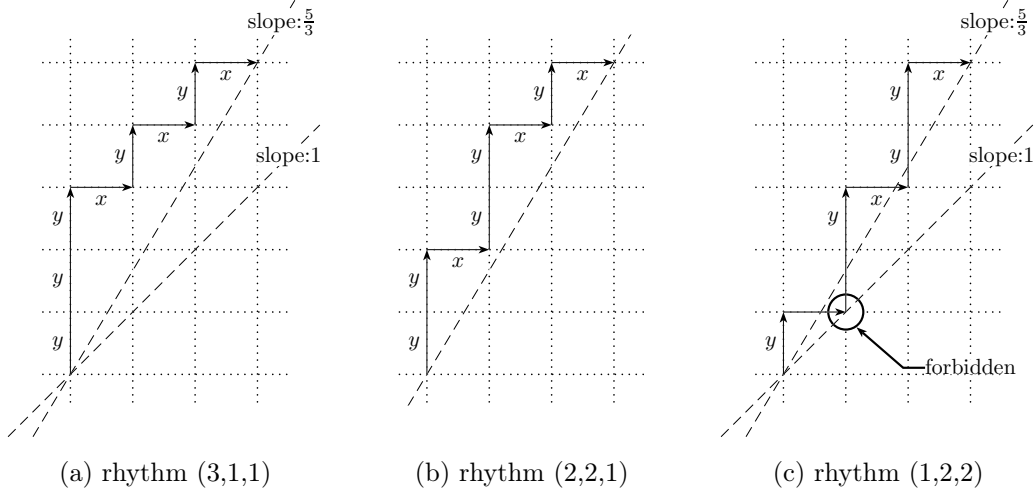 slope:5/3
slope:5/3
x
x
y
y
y
x
x
y
y
slope:1
slope:1
x
x
y
y
y
x
x
y
y
y
x
y
y
y
y
forbidden
(a) rhythm (3,1,1)
(b) rhythm (2,2,1)
(c) rhythm (1,2,2)